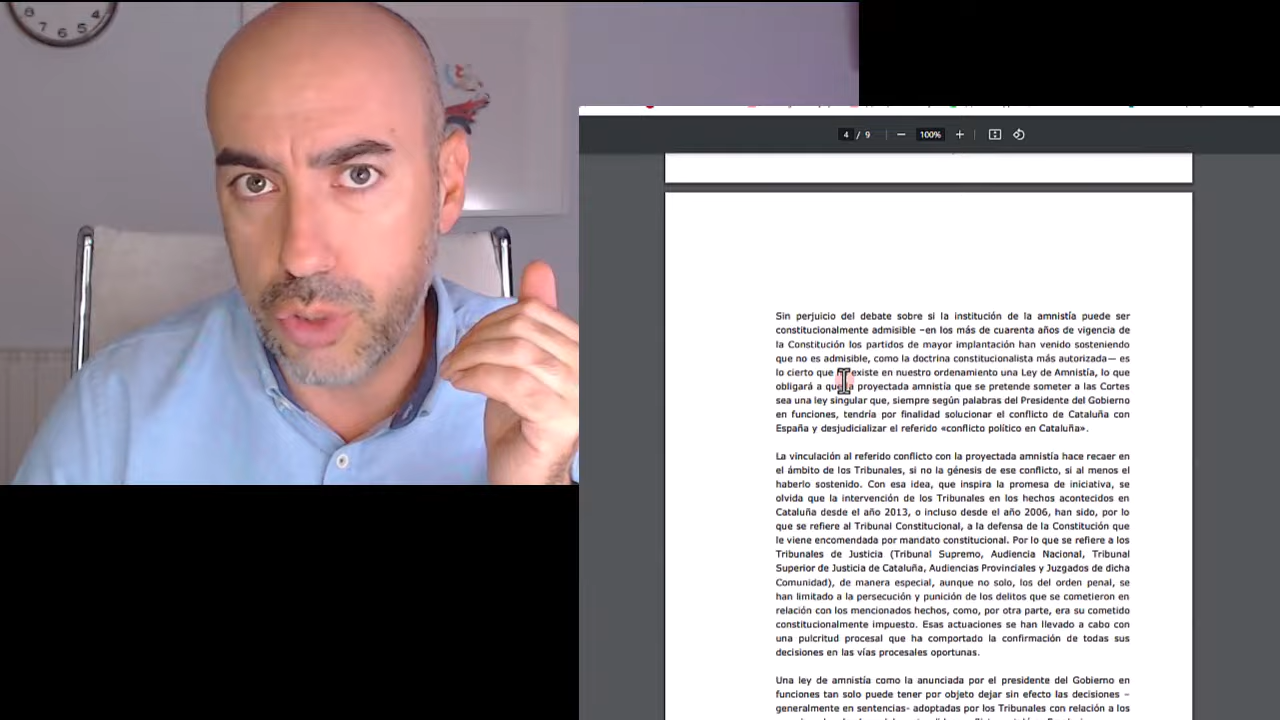 8
7
6
5
4
4 / 9
100%
Sin perjuicio del debate sobre si la institución de la amnistía puede ser
constitucionalmente admisible –en los más de cuarenta años de vigencia de
la Constitución los partidos de mayor implantación han venido sosteniendo
que no es admisible, como la doctrina constitucionalista más autorizada— es
lo cierto que existe en nuestro ordenamiento una Ley de Amnistía, lo que
obligará a que proyectada amnistía que se pretende someter a las Cortes
sea una ley singular que, siempre según palabras del Presidente del Gobierno
en funciones, tendría por finalidad solucionar el conflicto de Cataluña con
España y desjudicializar el referido «conflicto político en Cataluña».
La vinculación al referido conflicto con la proyectada amnistía hace recaer en
el ámbito de los Tribunales, si no la génesis de ese conflicto, si al menos el
haberlo sostenido. Con esa idea, que inspira la promesa de iniciativa, se
olvida que la intervención de los Tribunales en los hechos acontecidos en
Cataluña desde el año 2013, o incluso desde el año 2006, han sido, por lo
que se refiere al Tribunal Constitucional, a la defensa de la Constitución que
le viene encomendada por mandato constitucional. Por lo que se refiere a los
Tribunales de Justicia (Tribunal Supremo, Audiencia Nacional, Tribunal
Superior de Justicia de Cataluña, Audiencias Provinciales y Juzgados de dicha
Comunidad), de manera especial, aunque no solo, los del orden penal, se
han limitado a la persecución y punición de los delitos que se cometieron en
relación con los mencionados hechos, como, por otra parte, era su cometido
constitucionalmente impuesto. Esas actuaciones se han llevado a cabo con
una pulcritud procesal que ha comportado la confirmación de todas sus
decisiones en las vías procesales oportunas.
Una ley de amnistía como la anunciada por el presidente del Gobierno en
funciones tan solo puede tener por objeto dejar sin efecto las decisiones –
generalmente en sentencias- adoptadas por los Tribunales con relación a los